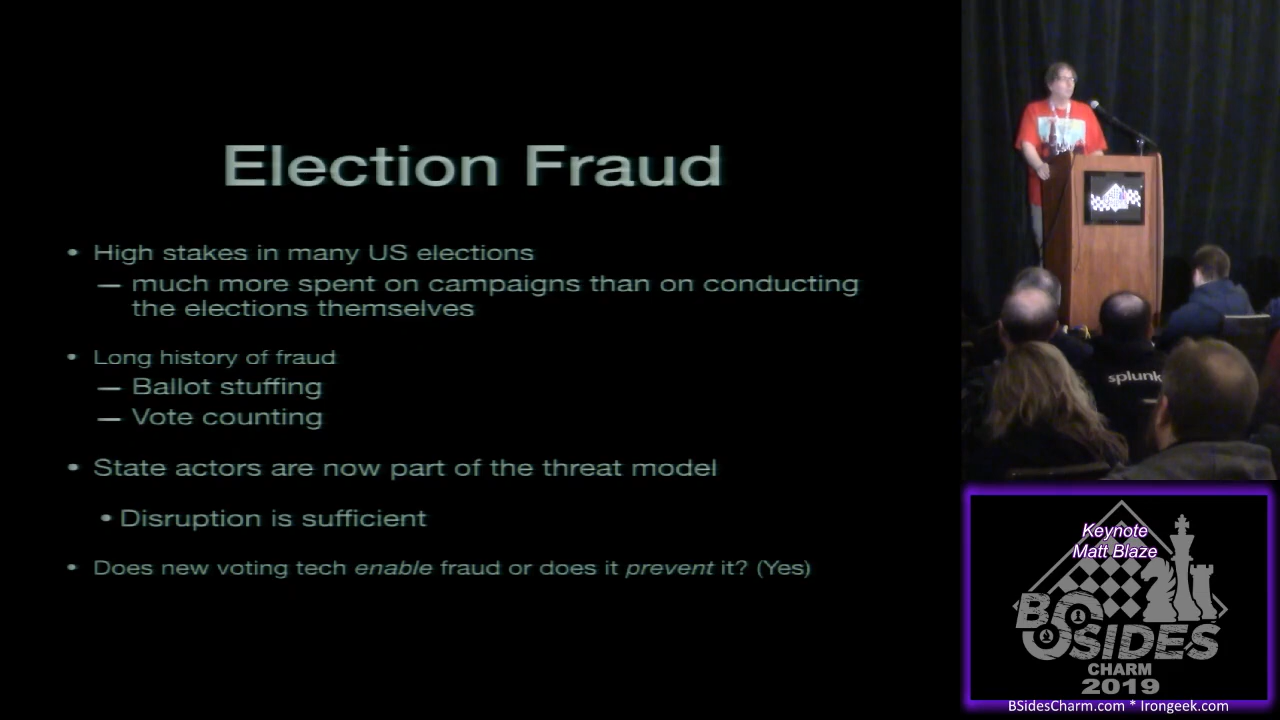 Election Fraud
• High stakes in many US elections
— much more spent on campaigns than on conducting
the elections themselves
• Long history of fraud
— Ballot stuffing
— Vote counting
• State actors are now part of the threat model
• Disruption is sufficient
• Does new voting tech enable fraud or does it prevent it? (Yes)
splunk
Keynote
Matt Blaze
BSIDES
CHARM
2019
BSidesCharm.com * Irongeek.com